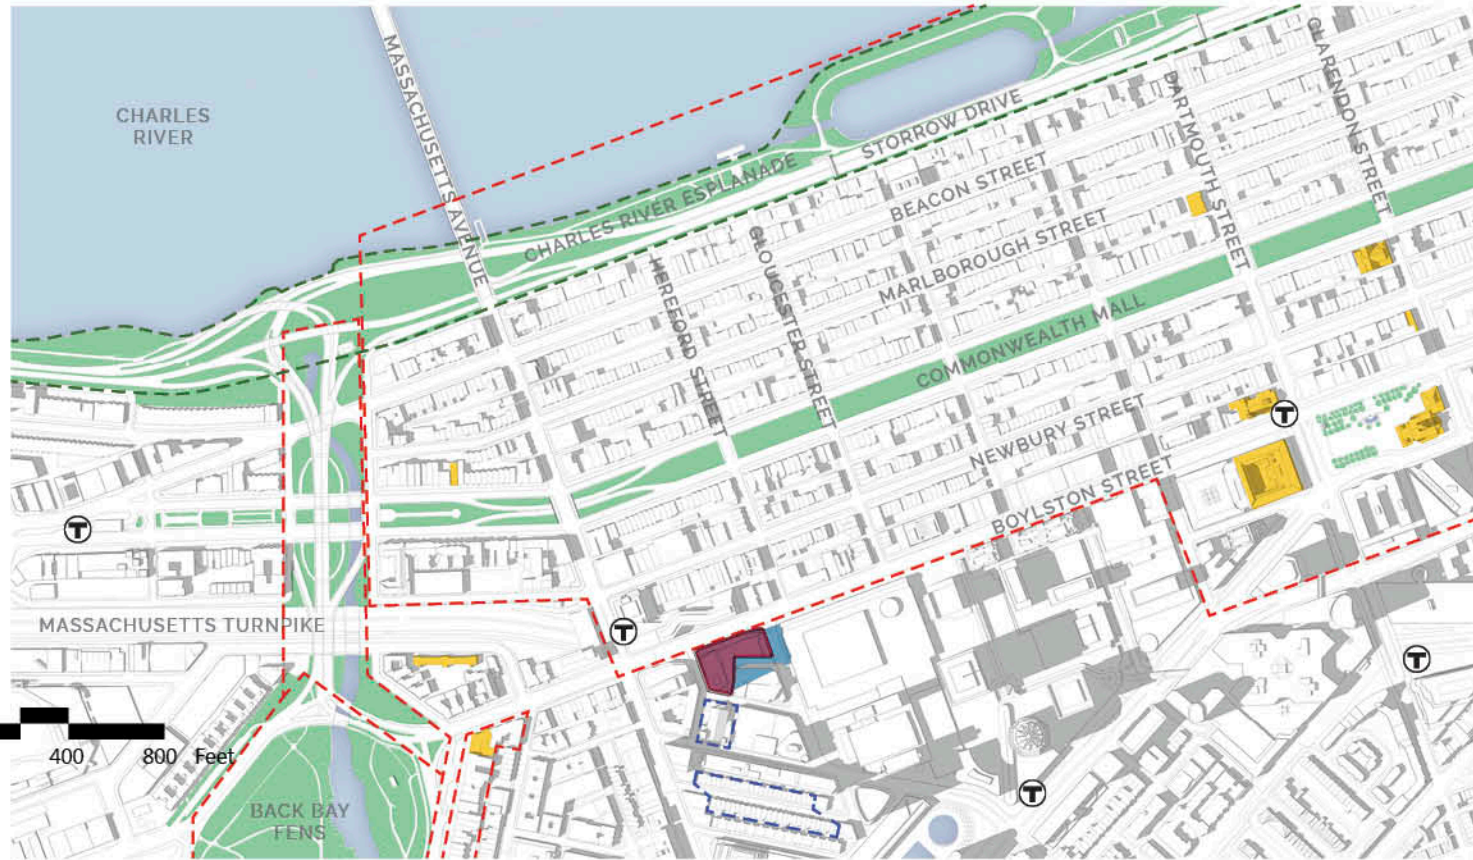 CHARLES
RIVER
MASSACHUSETTS AVENUE
CHARLES RIVER ESPLANADE
STORROW DRIVE
BEACON STREET
MARLBOROUGH STREET
DARTMOUTH STREET
CLARENDON STREET
HEREFORD STREET
GLOUCESTER STREET
COMMONWEALTH MALL
NEWBURY STREET
BOYLSTON STREET
T
T
MASSACHUSETTS TURNPIKE
T
T
T
400 800 Feet
BACK BAY
FENS